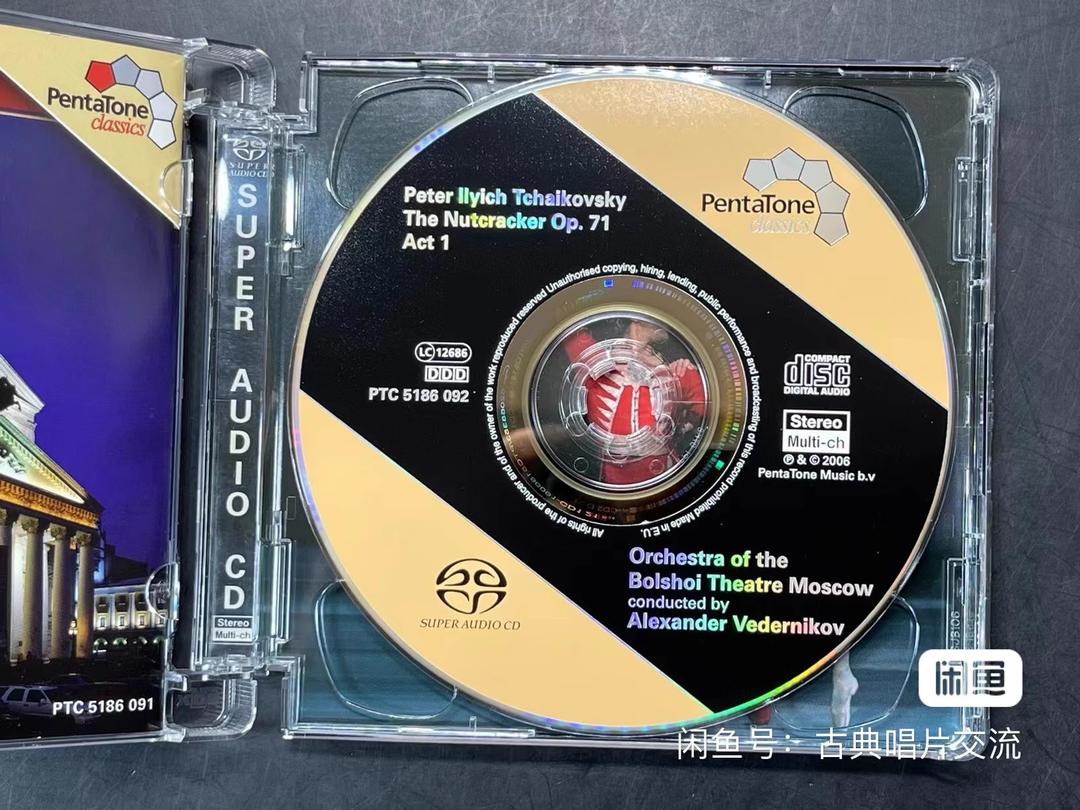 PentaTone
classics
SUPER
AUDIO CD
SUPER AUDIO CD
Stereo
Multi-ch
PTC 5186 091
Peter Ilyich Tchaikovsky
The Nutcracker Op. 71
Act 1
PentaTone
classics
LC 12686
DDD
PTC 5186 092
COMPACT
disc
DIGITAL AUDIO
Stereo
Multi-ch
℗ & © 2006
PentaTone Music b.v
All rights of the producer and of the owner of the work reproduced reserved Unauthorised copying, hiring, lending, public performance and broadcasting of this record prohibited Made in E.U.
Orchestra of the
Bolshoi Theatre Moscow
conducted by
Alexander Vedernikov
SUPER AUDIO CD
闲鱼
闲鱼号：古典唱片交流